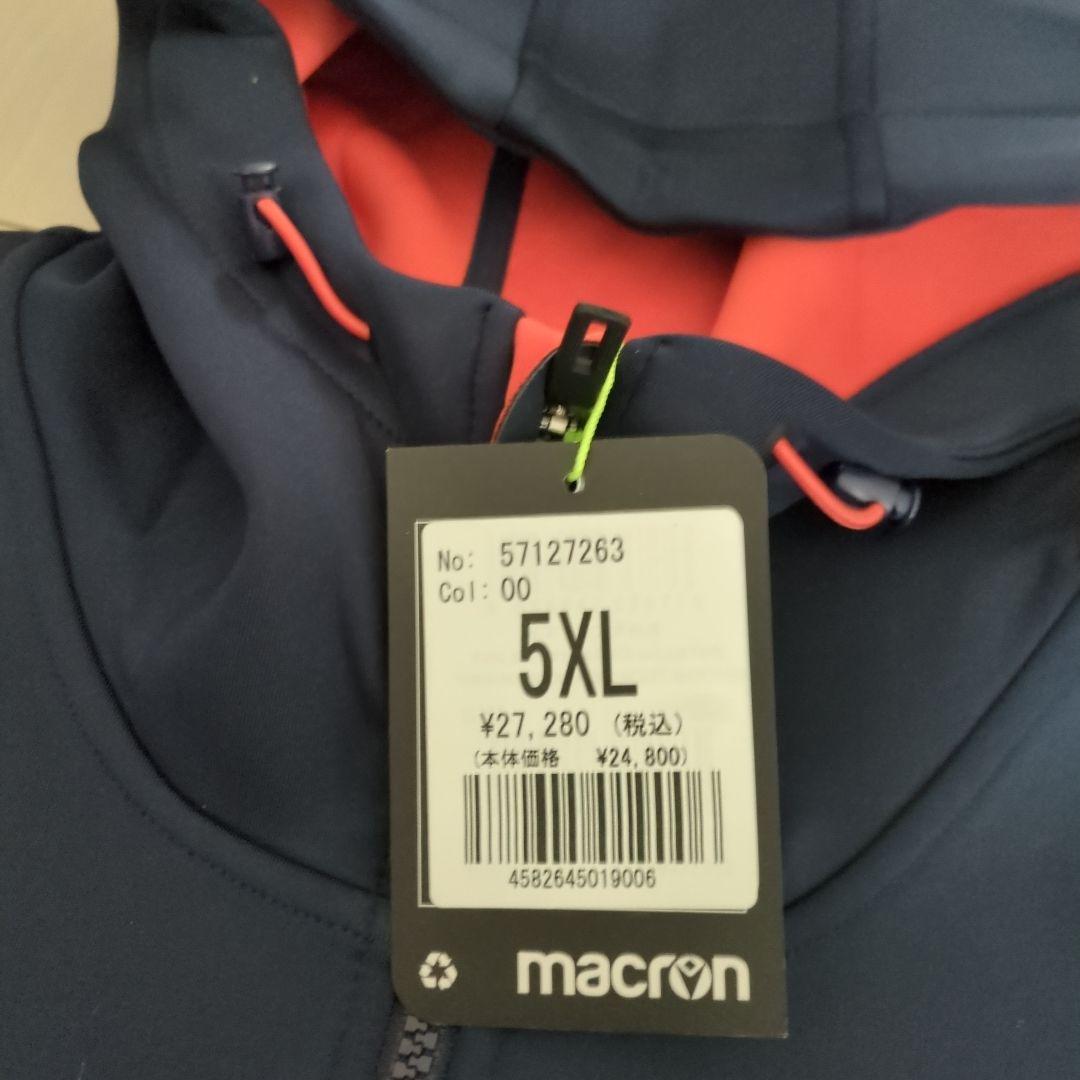 No: 57127263
Col: 00
5XL
¥27,280 (税込)
(本体価格 ¥24,800)
4582645019006
macron